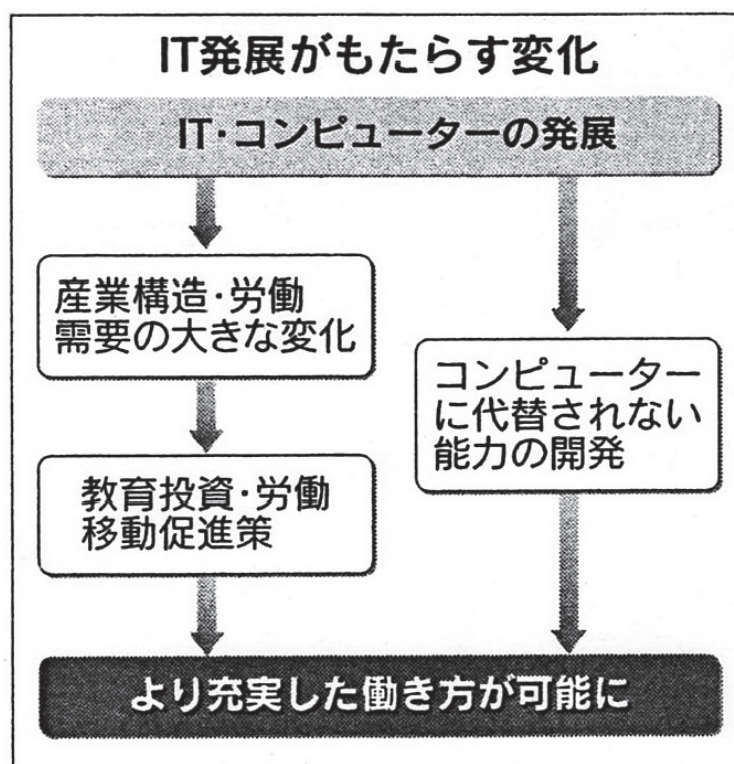 IT発展がもたらす変化
IT・コンピューターの発展
産業構造・労働
需要の大きな変化
教育投資・労働
移動促進策
コンピューター
に代替されない
能力の開発
より充実した働き方が可能に